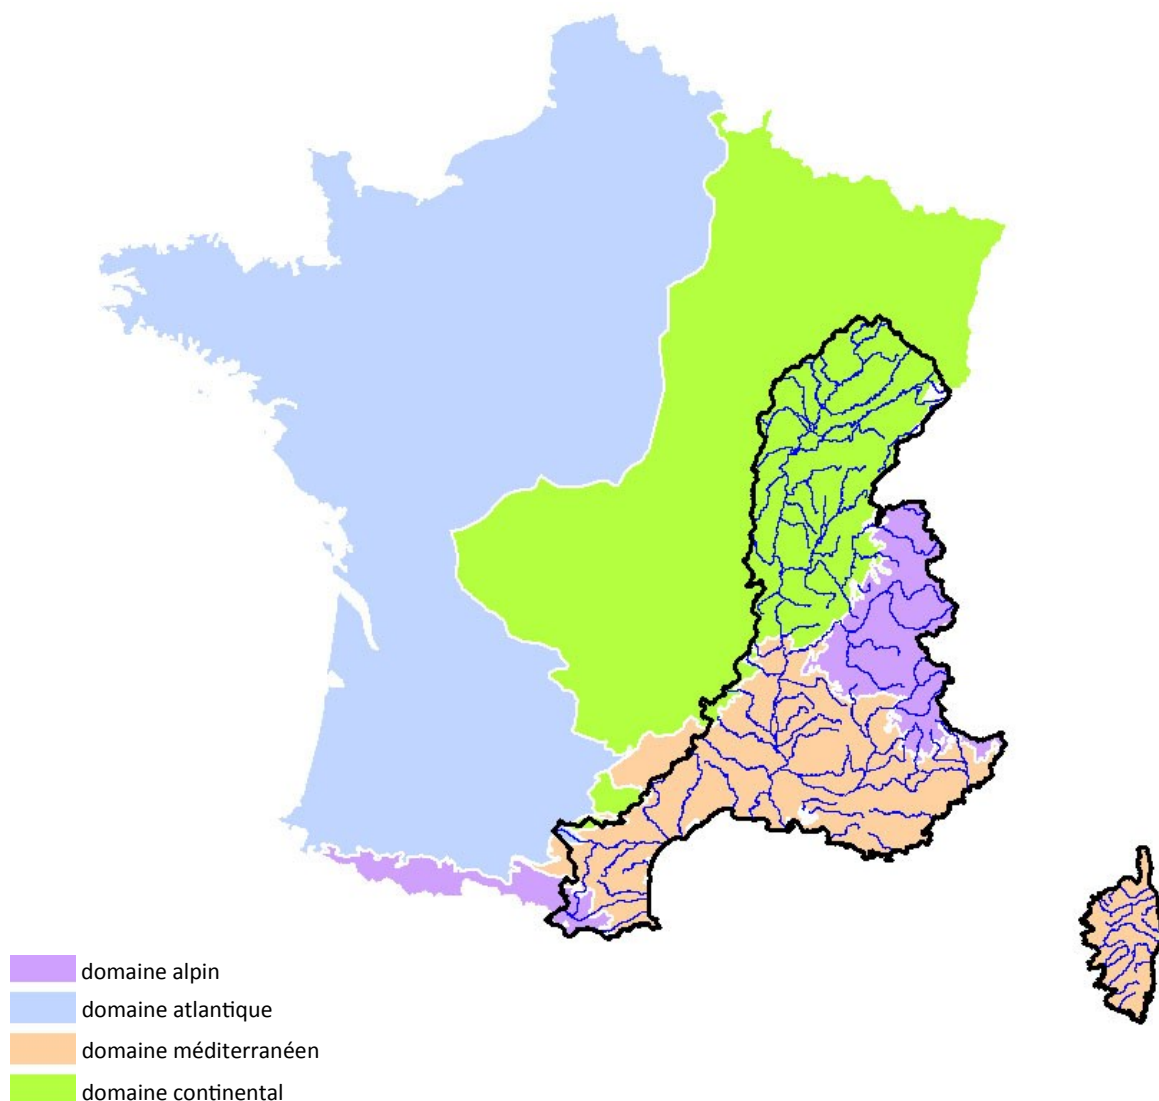 domaine alpin
domaine atlantique
domaine méditerranéen
domaine continental